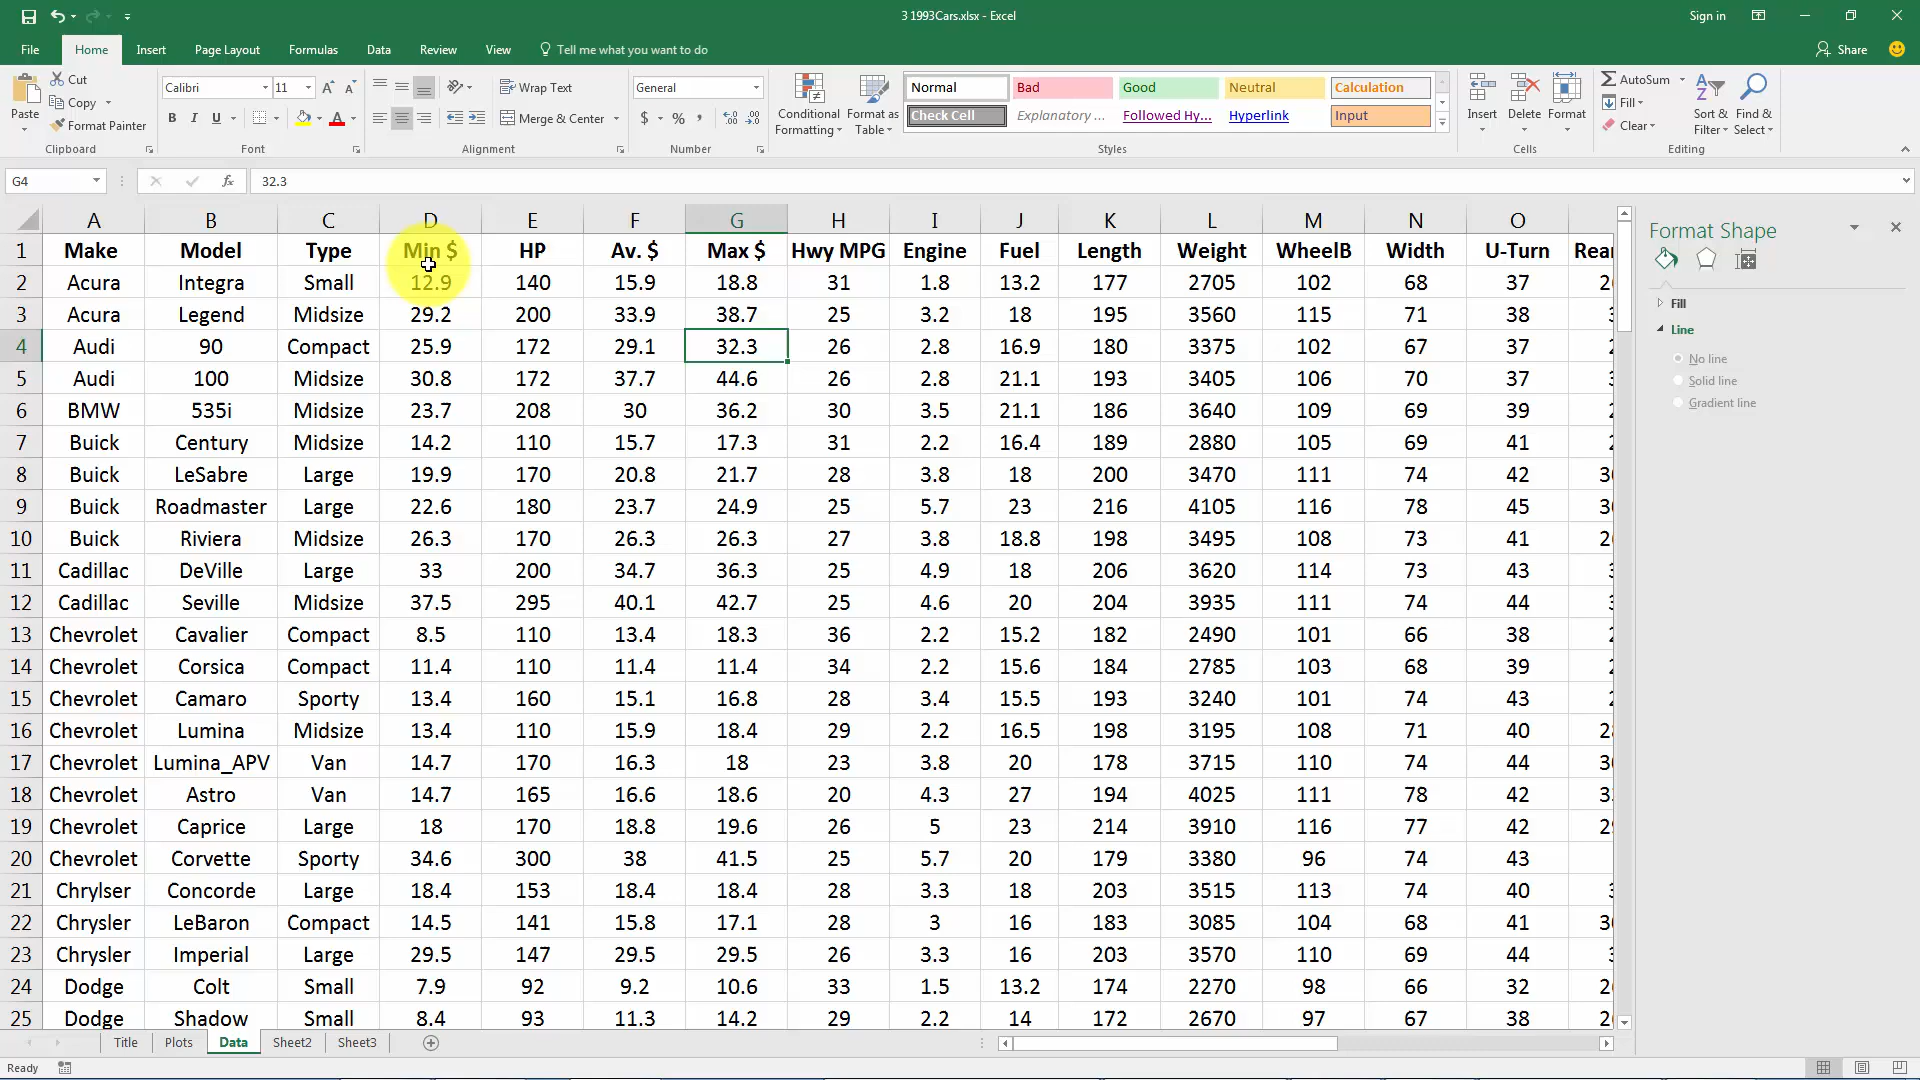 3 1993Cars.xlsx - Excel
Sign in
File Home Insert Page Layout Formulas Data Review View Tell me what you want to do Share
Paste
Cut
Copy
Format Painter
Clipboard
Calibri 11
B I U
Font
Wrap Text
Merge & Center
Alignment
General
$ % ,
Number
Conditional Formatting
Format as Table
Normal Bad Good Neutral Calculation
Check Cell Explanatory ... Followed Hy... Hyperlink Input
Styles
Insert Delete Format
Cells
AutoSum
Fill
Clear
Sort & Filter
Find & Select
Editing
G4 fx 32.3
A B C D E F G H I J K L M N O
1 Make Model Type Min $ HP Av. $ Max $ Hwy MPG Engine Fuel Length Weight WheelB Width U-Turn
2 Acura Integra Small 12.9 140 15.9 18.8 31 1.8 13.2 177 2705 102 68 37
3 Acura Legend Midsize 29.2 200 33.9 38.7 25 3.2 18 195 3560 115 71 38
4 Audi 90 Compact 25.9 172 29.1 32.3 26 2.8 16.9 180 3375 102 67 37
5 Audi 100 Midsize 30.8 172 37.7 44.6 26 2.8 21.1 193 3405 106 70 37
6 BMW 535i Midsize 23.7 208 30 36.2 30 3.5 21.1 186 3640 109 69 39
7 Buick Century Midsize 14.2 110 15.7 17.3 31 2.2 16.4 189 2880 105 69 41
8 Buick LeSabre Large 19.9 170 20.8 21.7 28 3.8 18 200 3470 111 74 42
9 Buick Roadmaster Large 22.6 180 23.7 24.9 25 5.7 23 216 4105 116 78 45
10 Buick Riviera Midsize 26.3 170 26.3 26.3 27 3.8 18.8 198 3495 108 73 41
11 Cadillac DeVille Large 33 200 34.7 36.3 25 4.9 18 206 3620 114 73 43
12 Cadillac Seville Midsize 37.5 295 40.1 42.7 25 4.6 20 204 3935 111 74 44
13 Chevrolet Cavalier Compact 8.5 110 13.4 18.3 36 2.2 15.2 182 2490 101 66 38
14 Chevrolet Corsica Compact 11.4 110 11.4 11.4 34 2.2 15.6 184 2785 103 68 39
15 Chevrolet Camaro Sporty 13.4 160 15.1 16.8 28 3.4 15.5 193 3240 101 74 43
16 Chevrolet Lumina Midsize 13.4 110 15.9 18.4 29 2.2 16.5 198 3195 108 71 40
17 Chevrolet Lumina_APV Van 14.7 170 16.3 18 23 3.8 20 178 3715 110 74 44
18 Chevrolet Astro Van 14.7 165 16.6 18.6 20 4.3 27 194 4025 111 78 42
19 Chevrolet Caprice Large 18 170 18.8 19.6 26 5 23 214 3910 116 77 42
20 Chevrolet Corvette Sporty 34.6 300 38 41.5 25 5.7 20 179 3380 96 74 43
21 Chrylser Concorde Large 18.4 153 18.4 18.4 28 3.3 18 203 3515 113 74 40
22 Chrysler LeBaron Compact 14.5 141 15.8 17.1 28 3 16 183 3085 104 68 41
23 Chrysler Imperial Large 29.5 147 29.5 29.5 26 3.3 16 203 3570 110 69 44
24 Dodge Colt Small 7.9 92 9.2 10.6 33 1.5 13.2 174 2270 98 66 32
25 Dodge Shadow Small 8.4 93 11.3 14.2 29 2.2 14 172 2670 97 67 38
Format Shape
Fill
Line
No line
Solid line
Gradient line
Title Plots Data Sheet2 Sheet3
Ready